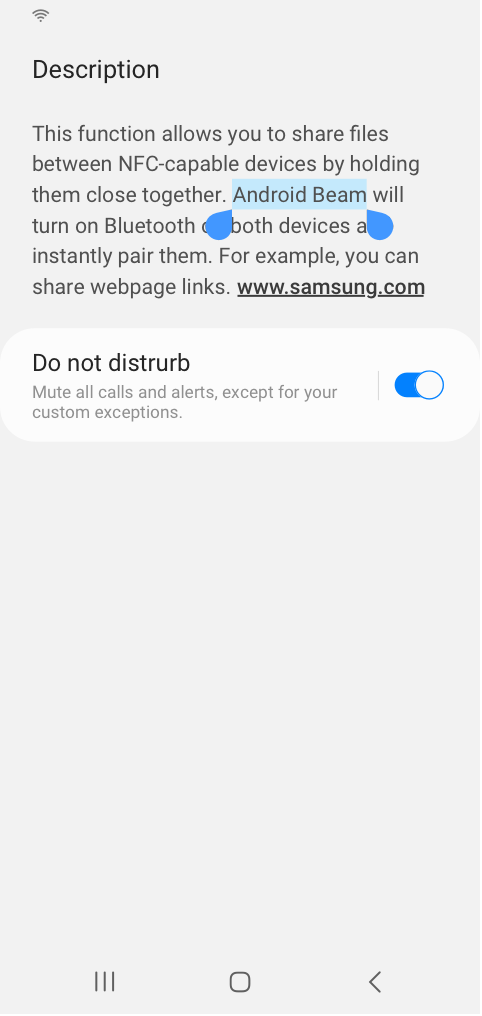 Description
This function allows you to share files
between NFC-capable devices by holding
them close together. Android Beam will
turn on Bluetooth both devices
instantly pair them. For example, you can
share webpage links. www.samsung.com
Do not distrurb
Mute all calls and alerts, except for your
custom exceptions.